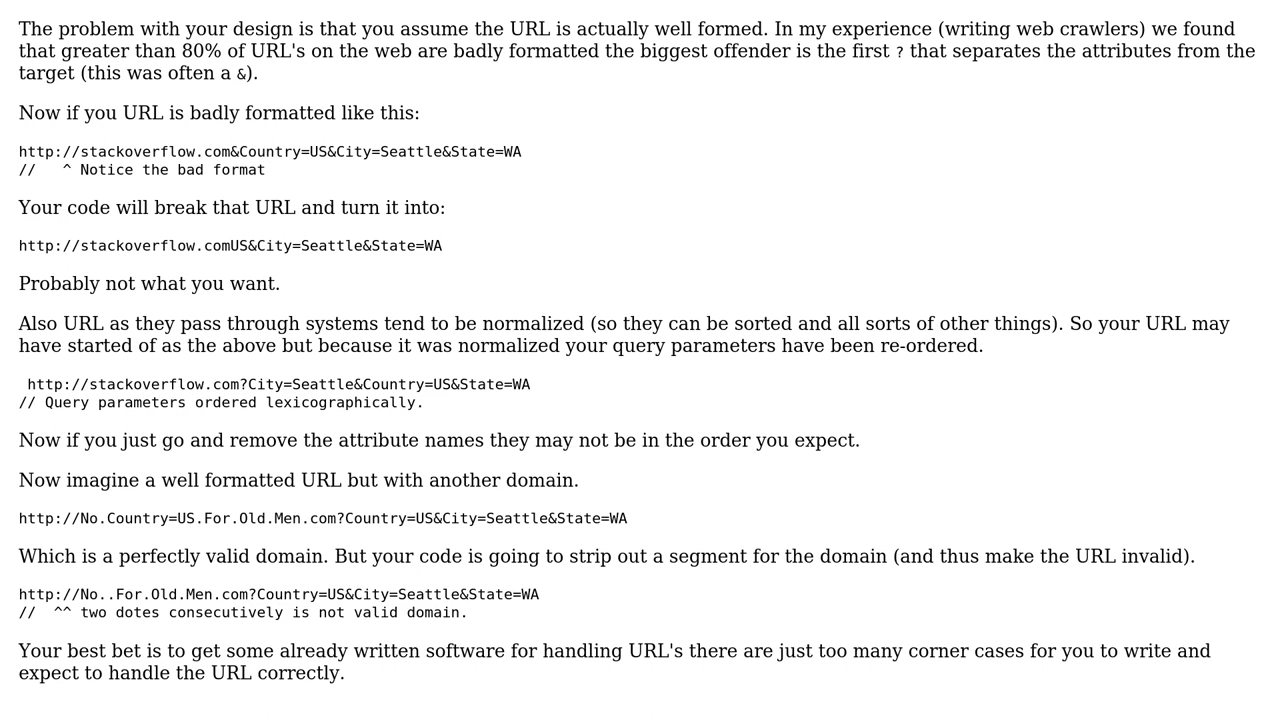 The problem with your design is that you assume the URL is actually well formed. In my experience (writing web crawlers) we found
that greater than 80% of URL's on the web are badly formatted the biggest offender is the first ? that separates the attributes from the
target (this was often a &).
Now if you URL is badly formatted like this:
http://stackoverflow.com&Country=US&City=Seattle&State=WA
//   ^ Notice the bad format
Your code will break that URL and turn it into:
http://stackoverflow.comUS&City=Seattle&State=WA
Probably not what you want.
Also URL as they pass through systems tend to be normalized (so they can be sorted and all sorts of other things). So your URL may
have started of as the above but because it was normalized your query parameters have been re-ordered.
 http://stackoverflow.com?City=Seattle&Country=US&State=WA
// Query parameters ordered lexicographically.
Now if you just go and remove the attribute names they may not be in the order you expect.
Now imagine a well formatted URL but with another domain.
http://No.Country=US.For.Old.Men.com?Country=US&City=Seattle&State=WA
Which is a perfectly valid domain. But your code is going to strip out a segment for the domain (and thus make the URL invalid).
http://No..For.Old.Men.com?Country=US&City=Seattle&State=WA
//  ^^ two dotes consecutively is not valid domain.
Your best bet is to get some already written software for handling URL's there are just too many corner cases for you to write and
expect to handle the URL correctly.